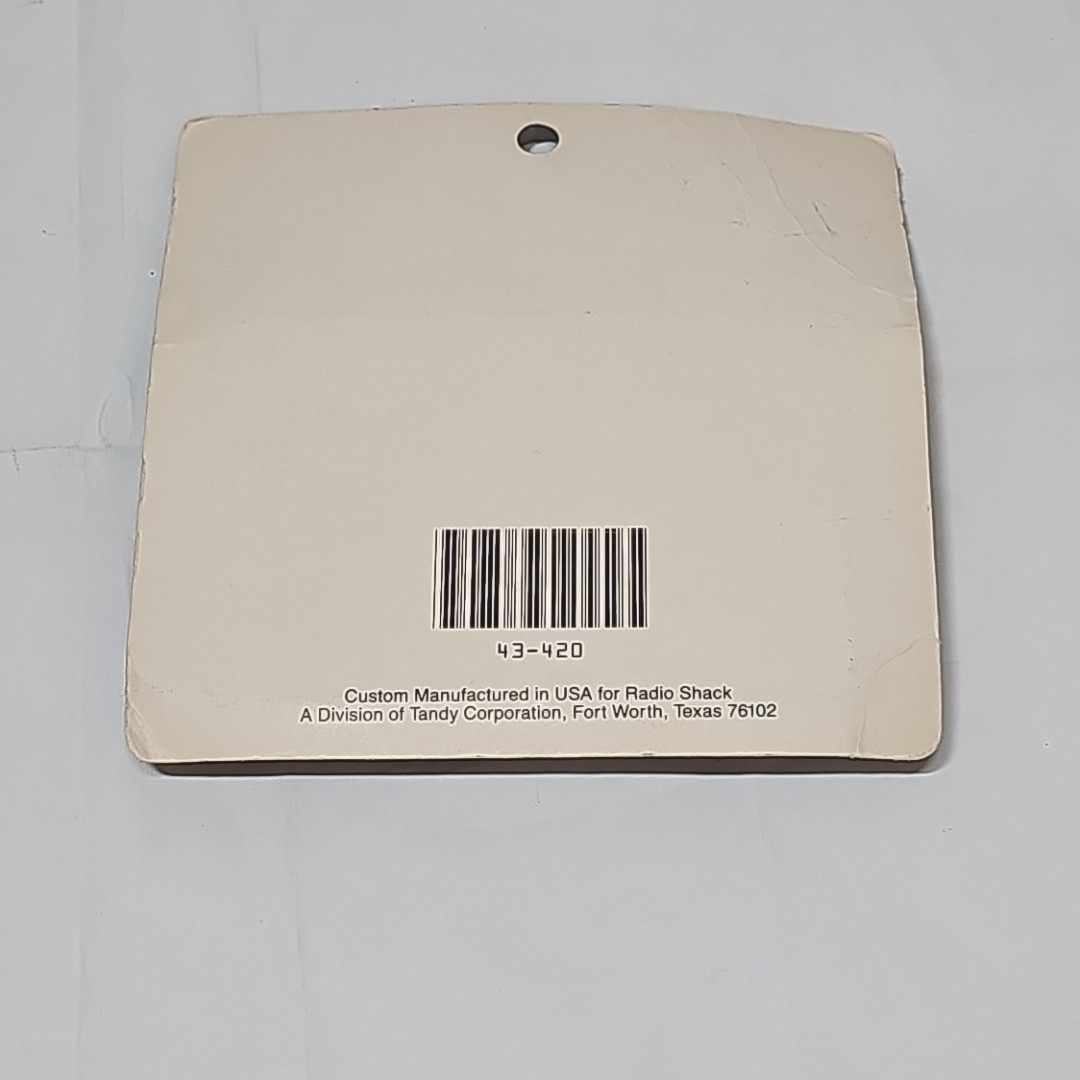 43-420
Custom Manufactured in USA for Radio Shack
A Division of Tandy Corporation, Fort Worth, Texas 76102